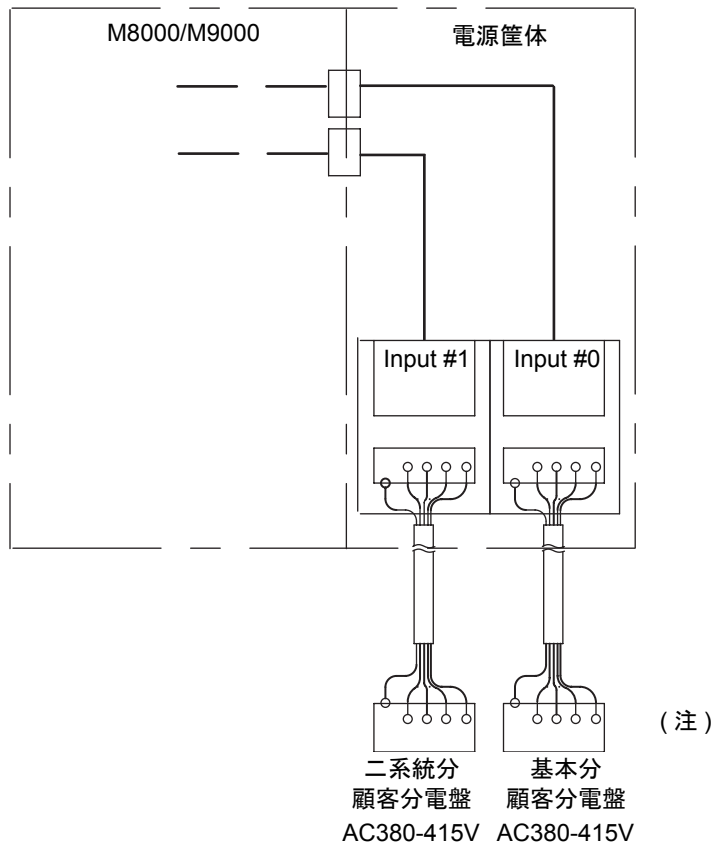 M8000/M9000
電源筐体
Input #1
Input #0
(注)
二系統分
顧客分電盤
AC380-415V
基本分
顧客分電盤
AC380-415V